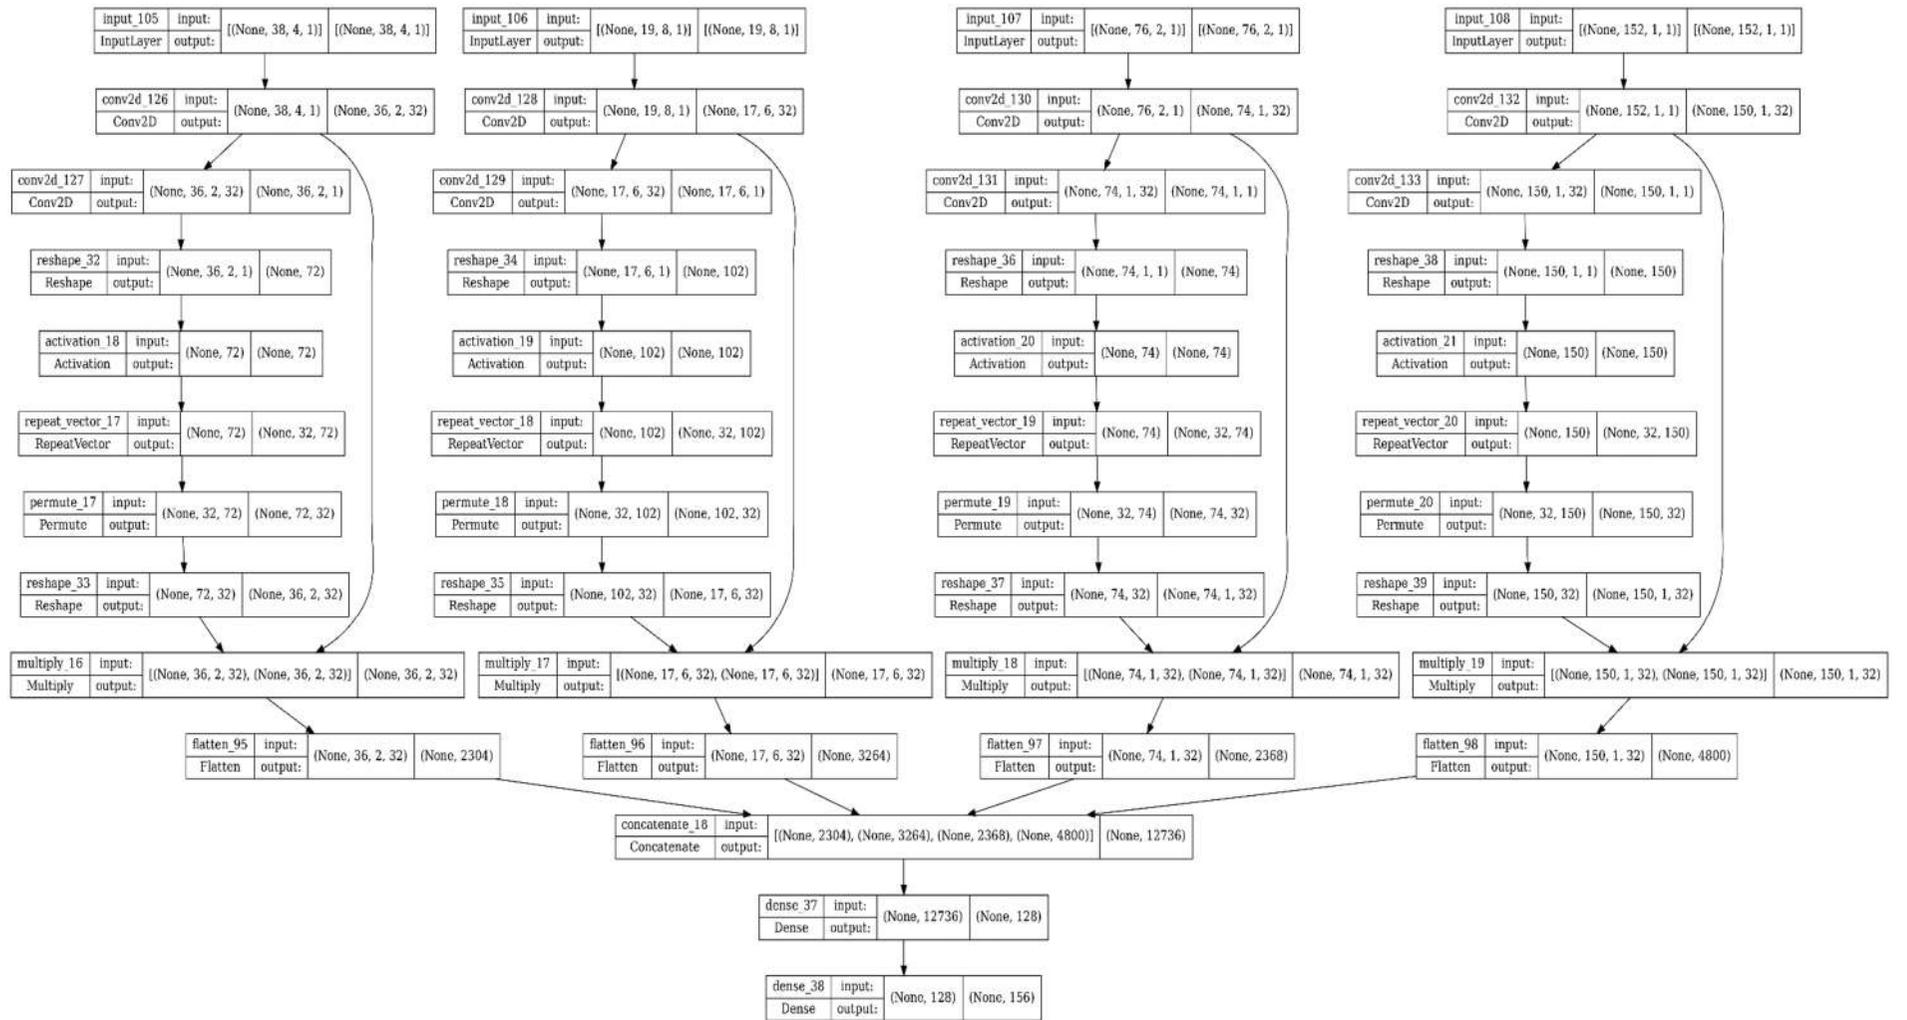 input_105 input: [(None, 38, 4, 1)] [(None, 38, 4, 1)]
InputLayer output:
input_106 input: [(None, 19, 8, 1)] [(None, 19, 8, 1)]
InputLayer output:
input_107 input: [(None, 76, 2, 1)] [(None, 76, 2, 1)]
InputLayer output:
input_108 input: [(None, 152, 1, 1)] [(None, 152, 1, 1)]
InputLayer output:
conv2d_126 input: (None, 38, 4, 1) (None, 36, 2, 32)
Conv2D output:
conv2d_128 input: (None, 19, 8, 1) (None, 17, 6, 32)
Conv2D output:
conv2d_130 input: (None, 76, 2, 1) (None, 74, 1, 32)
Conv2D output:
conv2d_132 input: (None, 152, 1, 1) (None, 150, 1, 32)
Conv2D output:
conv2d_127 input: (None, 36, 2, 32) (None, 36, 2, 1)
Conv2D output:
conv2d_129 input: (None, 17, 6, 32) (None, 17, 6, 1)
Conv2D output:
conv2d_131 input: (None, 74, 1, 32) (None, 74, 1, 1)
Conv2D output:
conv2d_133 input: (None, 150, 1, 32) (None, 150, 1, 1)
Conv2D output:
reshape_32 input: (None, 36, 2, 1) (None, 72)
Reshape output:
reshape_34 input: (None, 17, 6, 1) (None, 102)
Reshape output:
reshape_36 input: (None, 74, 1, 1) (None, 74)
Reshape output:
reshape_38 input: (None, 150, 1, 1) (None, 150)
Reshape output:
activation_18 input: (None, 72) (None, 72)
Activation output:
activation_19 input: (None, 102) (None, 102)
Activation output:
activation_20 input: (None, 74) (None, 74)
Activation output:
activation_21 input: (None, 150) (None, 150)
Activation output:
repeat_vector_17 input: (None, 72) (None, 32, 72)
RepeatVector output:
repeat_vector_18 input: (None, 102) (None, 32, 102)
RepeatVector output:
repeat_vector_19 input: (None, 74) (None, 32, 74)
RepeatVector output:
repeat_vector_20 input: (None, 150) (None, 32, 150)
RepeatVector output:
permute_17 input: (None, 32, 72) (None, 72, 32)
Permute output:
permute_18 input: (None, 32, 102) (None, 102, 32)
Permute output:
permute_19 input: (None, 32, 74) (None, 74, 32)
Permute output:
permute_20 input: (None, 32, 150) (None, 150, 32)
Permute output:
reshape_33 input: (None, 72, 32) (None, 36, 2, 32)
Reshape output:
reshape_35 input: (None, 102, 32) (None, 17, 6, 32)
Reshape output:
reshape_37 input: (None, 74, 32) (None, 74, 1, 32)
Reshape output:
reshape_39 input: (None, 150, 32) (None, 150, 1, 32)
Reshape output:
multiply_16 input: [(None, 36, 2, 32), (None, 36, 2, 32)] (None, 36, 2, 32)
Multiply output:
multiply_17 input: [(None, 17, 6, 32), (None, 17, 6, 32)] (None, 17, 6, 32)
Multiply output:
multiply_18 input: [(None, 74, 1, 32), (None, 74, 1, 32)] (None, 74, 1, 32)
Multiply output:
multiply_19 input: [(None, 150, 1, 32), (None, 150, 1, 32)] (None, 150, 1, 32)
Multiply output:
flatten_95 input: (None, 36, 2, 32) (None, 2304)
Flatten output:
flatten_96 input: (None, 17, 6, 32) (None, 3264)
Flatten output:
flatten_97 input: (None, 74, 1, 32) (None, 2368)
Flatten output:
flatten_98 input: (None, 150, 1, 32) (None, 4800)
Flatten output:
concatenate_18 input: [(None, 2304), (None, 3264), (None, 2368), (None, 4800)] (None, 12736)
Concatenate output:
dense_37 input: (None, 12736) (None, 128)
Dense output:
dense_38 input: (None, 128) (None, 156)
Dense output: